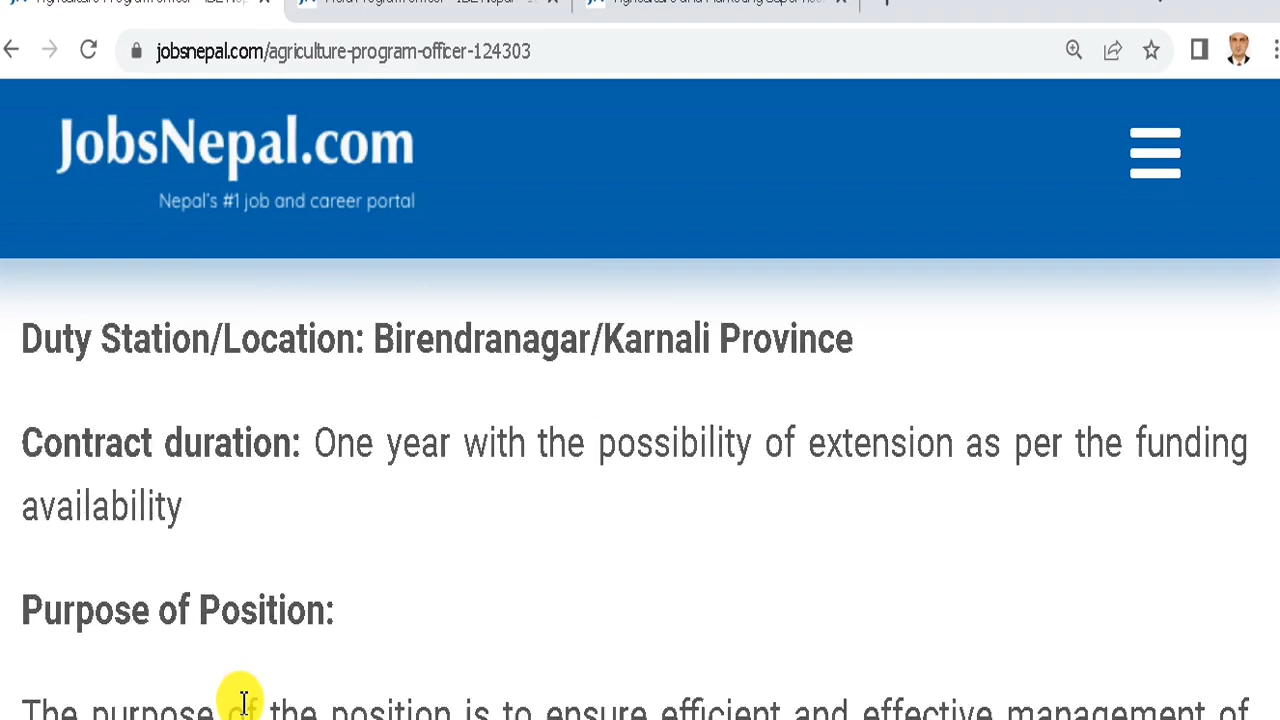 jobsnepal.com/agriculture-program-officer-124303
JobsNepal.com
Nepal's #1 job and career portal
Duty Station/Location: Birendranagar/Karnali Province
Contract duration: One year with the possibility of extension as per the funding
availability
Purpose of Position:
The purpose of the position is to ensure efficient and effective management of